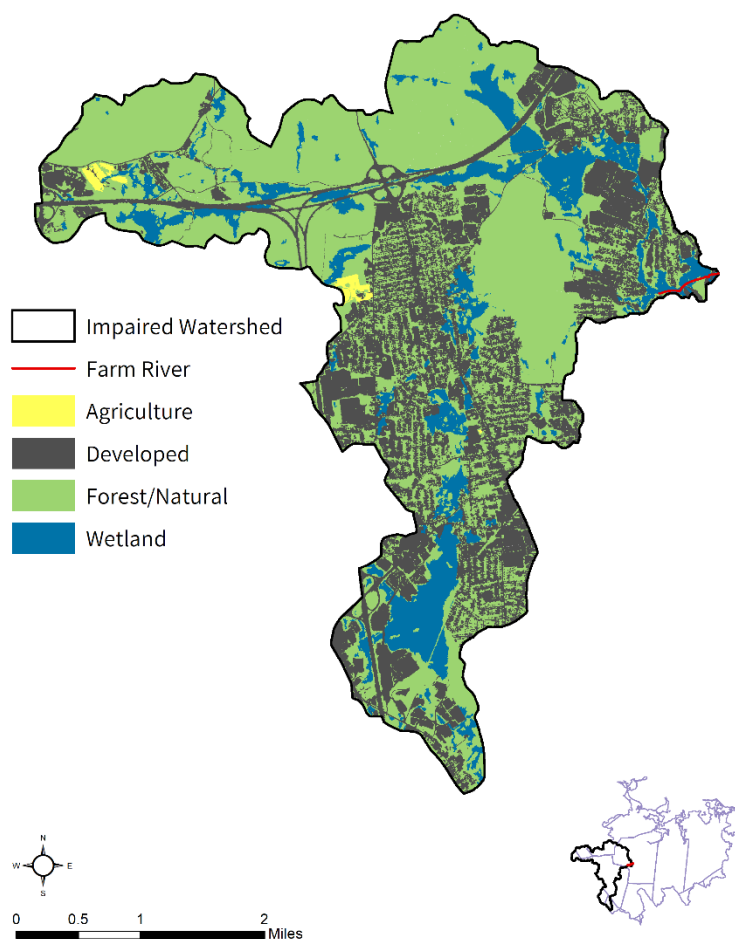 Impaired Watershed
Farm River
Agriculture
Developed
Forest/Natural
Wetland
N
W E
S
0 0.5 1 2
Miles